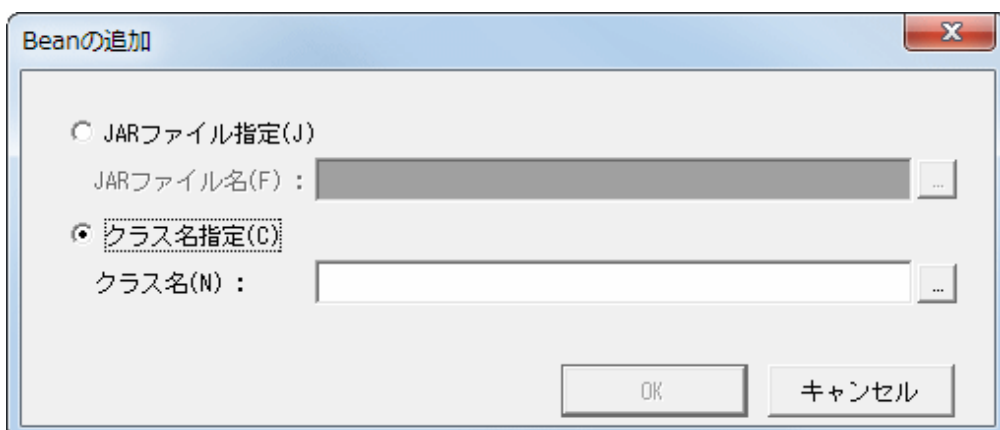 Beanの追加
JARファイル指定(J)
JARファイル名(F) :
...
クラス名指定(C)
クラス名(N) :
...
OK
キャンセル